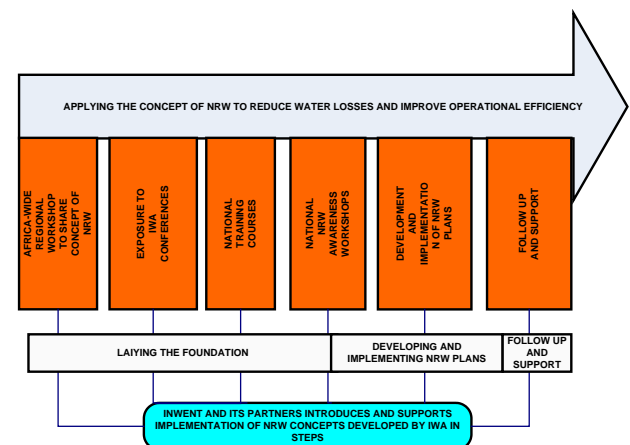 APPLYING THE CONCEPT OF NRW TO REDUCE WATER LOSSES AND IMPROVE OPERATIONAL EFFICIENCY
AFRICA-WIDE
REGIONAL
WORKSHOP
TO SHARE
CONCEPT OF
NRW
EXPOSURE TO
IWA
CONFERENCES
NATIONAL
TRAINING
COURSES
NATIONAL
NRW
AWARENESS
WORKSHOPS
DEVELOPMENT
AND
IMPLEMENTATIO
N OF NRW
PLANS
FOLLOW UP
AND SUPPORT
LAIYING THE FOUNDATION
DEVELOPING AND
IMPLEMENTING NRW PLANS
FOLLOW UP
AND
SUPPORT
INWENT AND ITS PARTNERS INTRODUCES AND SUPPORTS
IMPLEMENTATION OF NRW CONCEPTS DEVELOPED BY IWA IN
STEPS